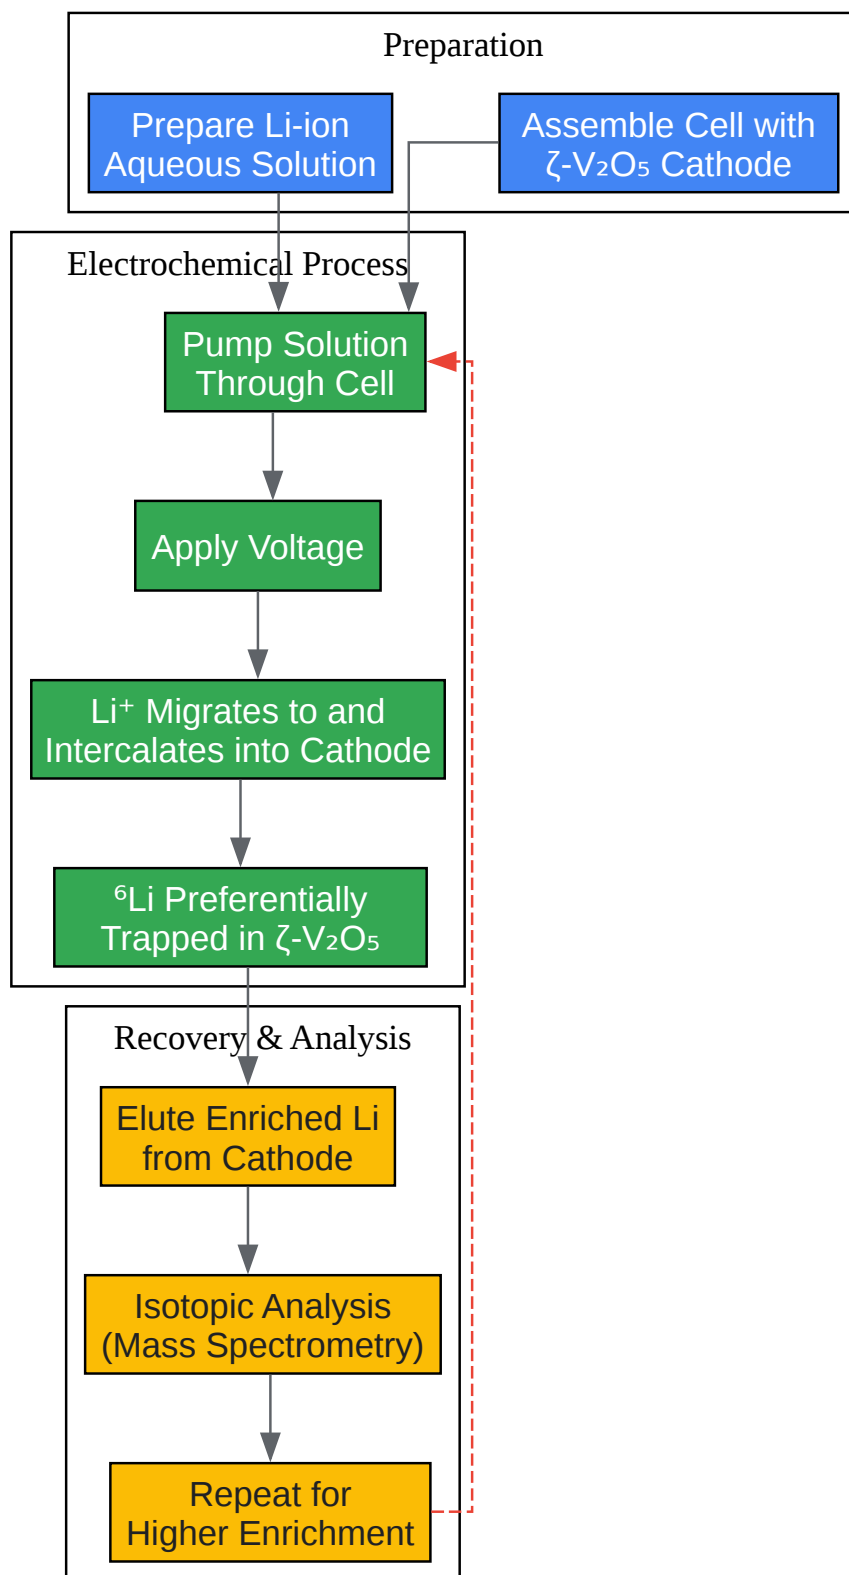 Preparation
Prepare Li-ion
Aqueous Solution
Assemble Cell with
ζ-V₂O₅ Cathode
Electrochemical Process
Pump Solution
Through Cell
Apply Voltage
Li⁺ Migrates to and
Intercalates into Cathode
⁶Li Preferentially
Trapped in ζ-V₂O₅
Recovery & Analysis
Elute Enriched Li
from Cathode
Isotopic Analysis
(Mass Spectrometry)
Repeat for
Higher Enrichment